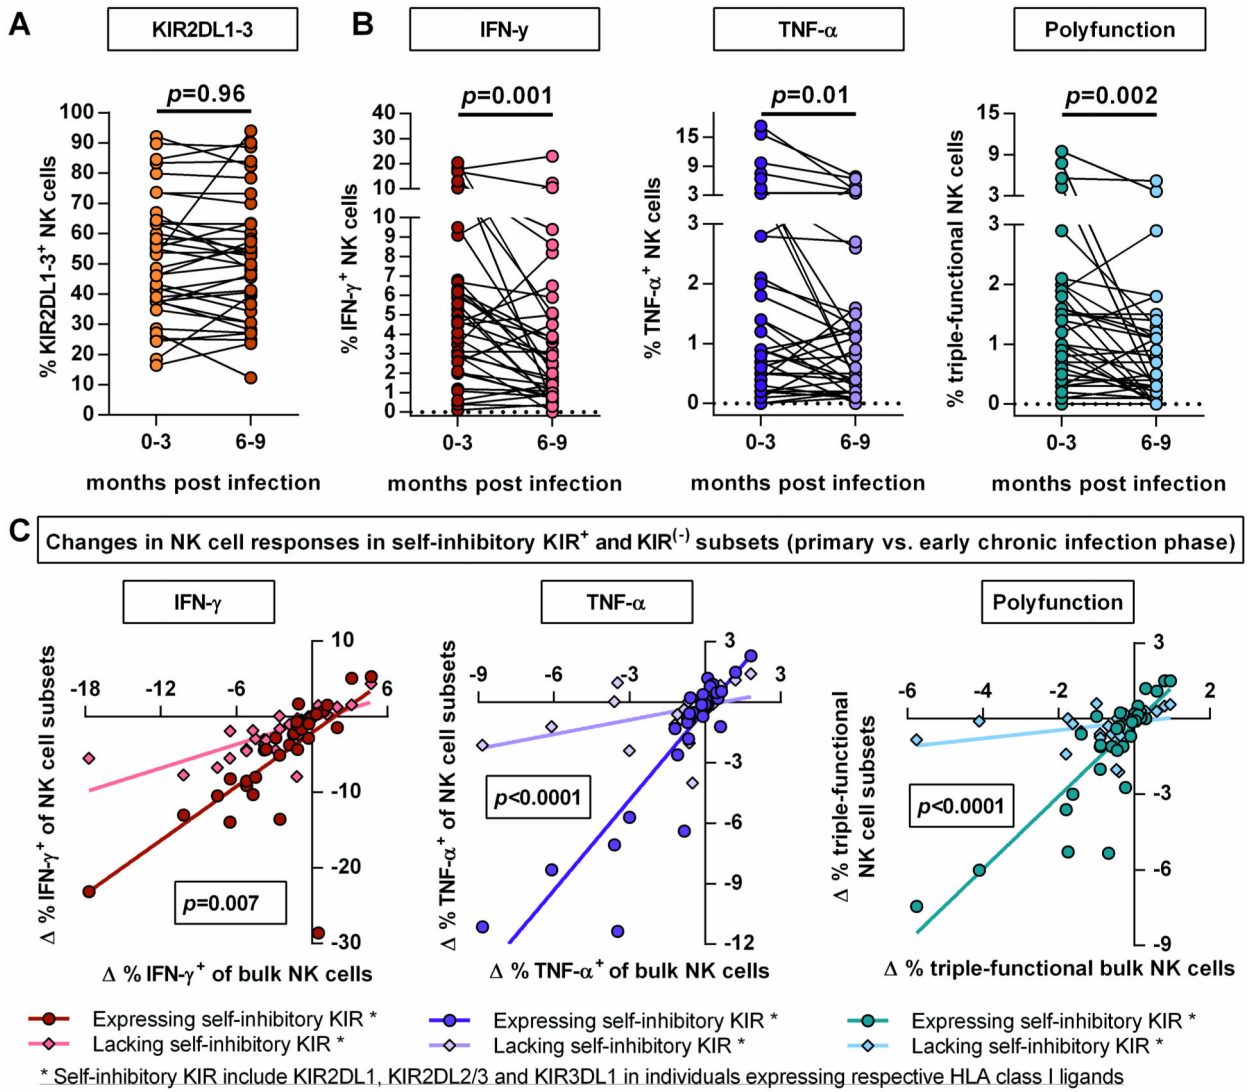 A
KIR2DL1-3
p=0.96
% KIR2DL1-3⁺ NK cells
100
90
80
70
60
50
40
30
20
10
0
0-3
6-9
months post infection
B
IFN-y
p=0.001
% IFN-γ⁺ NK cells
40
30
20
10
10
9
8
7
6
5
4
3
2
1
0
0-3
6-9
months post infection
TNF-α
p=0.01
% TNF-α⁺ NK cells
15
9
3
3
2
1
0
0-3
6-9
months post infection
Polyfunction
p=0.002
% triple-functional NK cells
15
9
3
3
2
1
0
0-3
6-9
months post infection
C
Changes in NK cell responses in self-inhibitory KIR⁺ and KIR⁽⁻⁾ subsets (primary vs. early chronic infection phase)
IFN-γ
Δ % IFN-γ⁺ of NK cell subsets
-18
-12
-6
6
10
-10
-20
-30
p=0.007
Δ % IFN-γ⁺ of bulk NK cells
TNF-α
Δ % TNF-α⁺ of NK cell subsets
-9
-6
-3
3
3
-3
-6
-9
-12
p<0.0001
Δ % TNF-α⁺ of bulk NK cells
Polyfunction
Δ % triple-functional
NK cell subsets
-6
-4
-2
2
3
-3
-6
-9
p<0.0001
Δ % triple-functional bulk NK cells
Expressing self-inhibitory KIR *
Lacking self-inhibitory KIR *
Expressing self-inhibitory KIR *
Lacking self-inhibitory KIR *
Expressing self-inhibitory KIR *
Lacking self-inhibitory KIR *
* Self-inhibitory KIR include KIR2DL1, KIR2DL2/3 and KIR3DL1 in individuals expressing respective HLA class I ligands